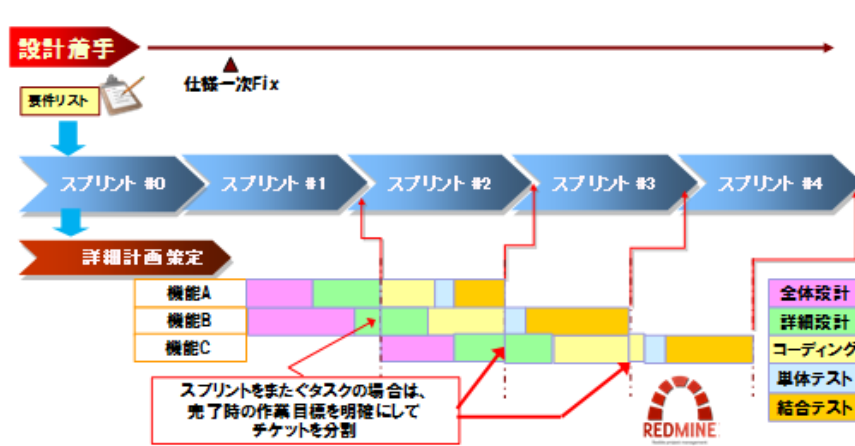 設計着手
仕様一次Fix
要件リスト
スプリント #0
スプリント #1
スプリント #2
スプリント #3
スプリント #4
詳細計画策定
機能A
機能B
機能C
全体設計
詳細設計
コーディング
単体テスト
結合テスト
スプリントをまたぐタスクの場合は、
完了時の作業目標を明確にして
チケットを分割
REDMINE